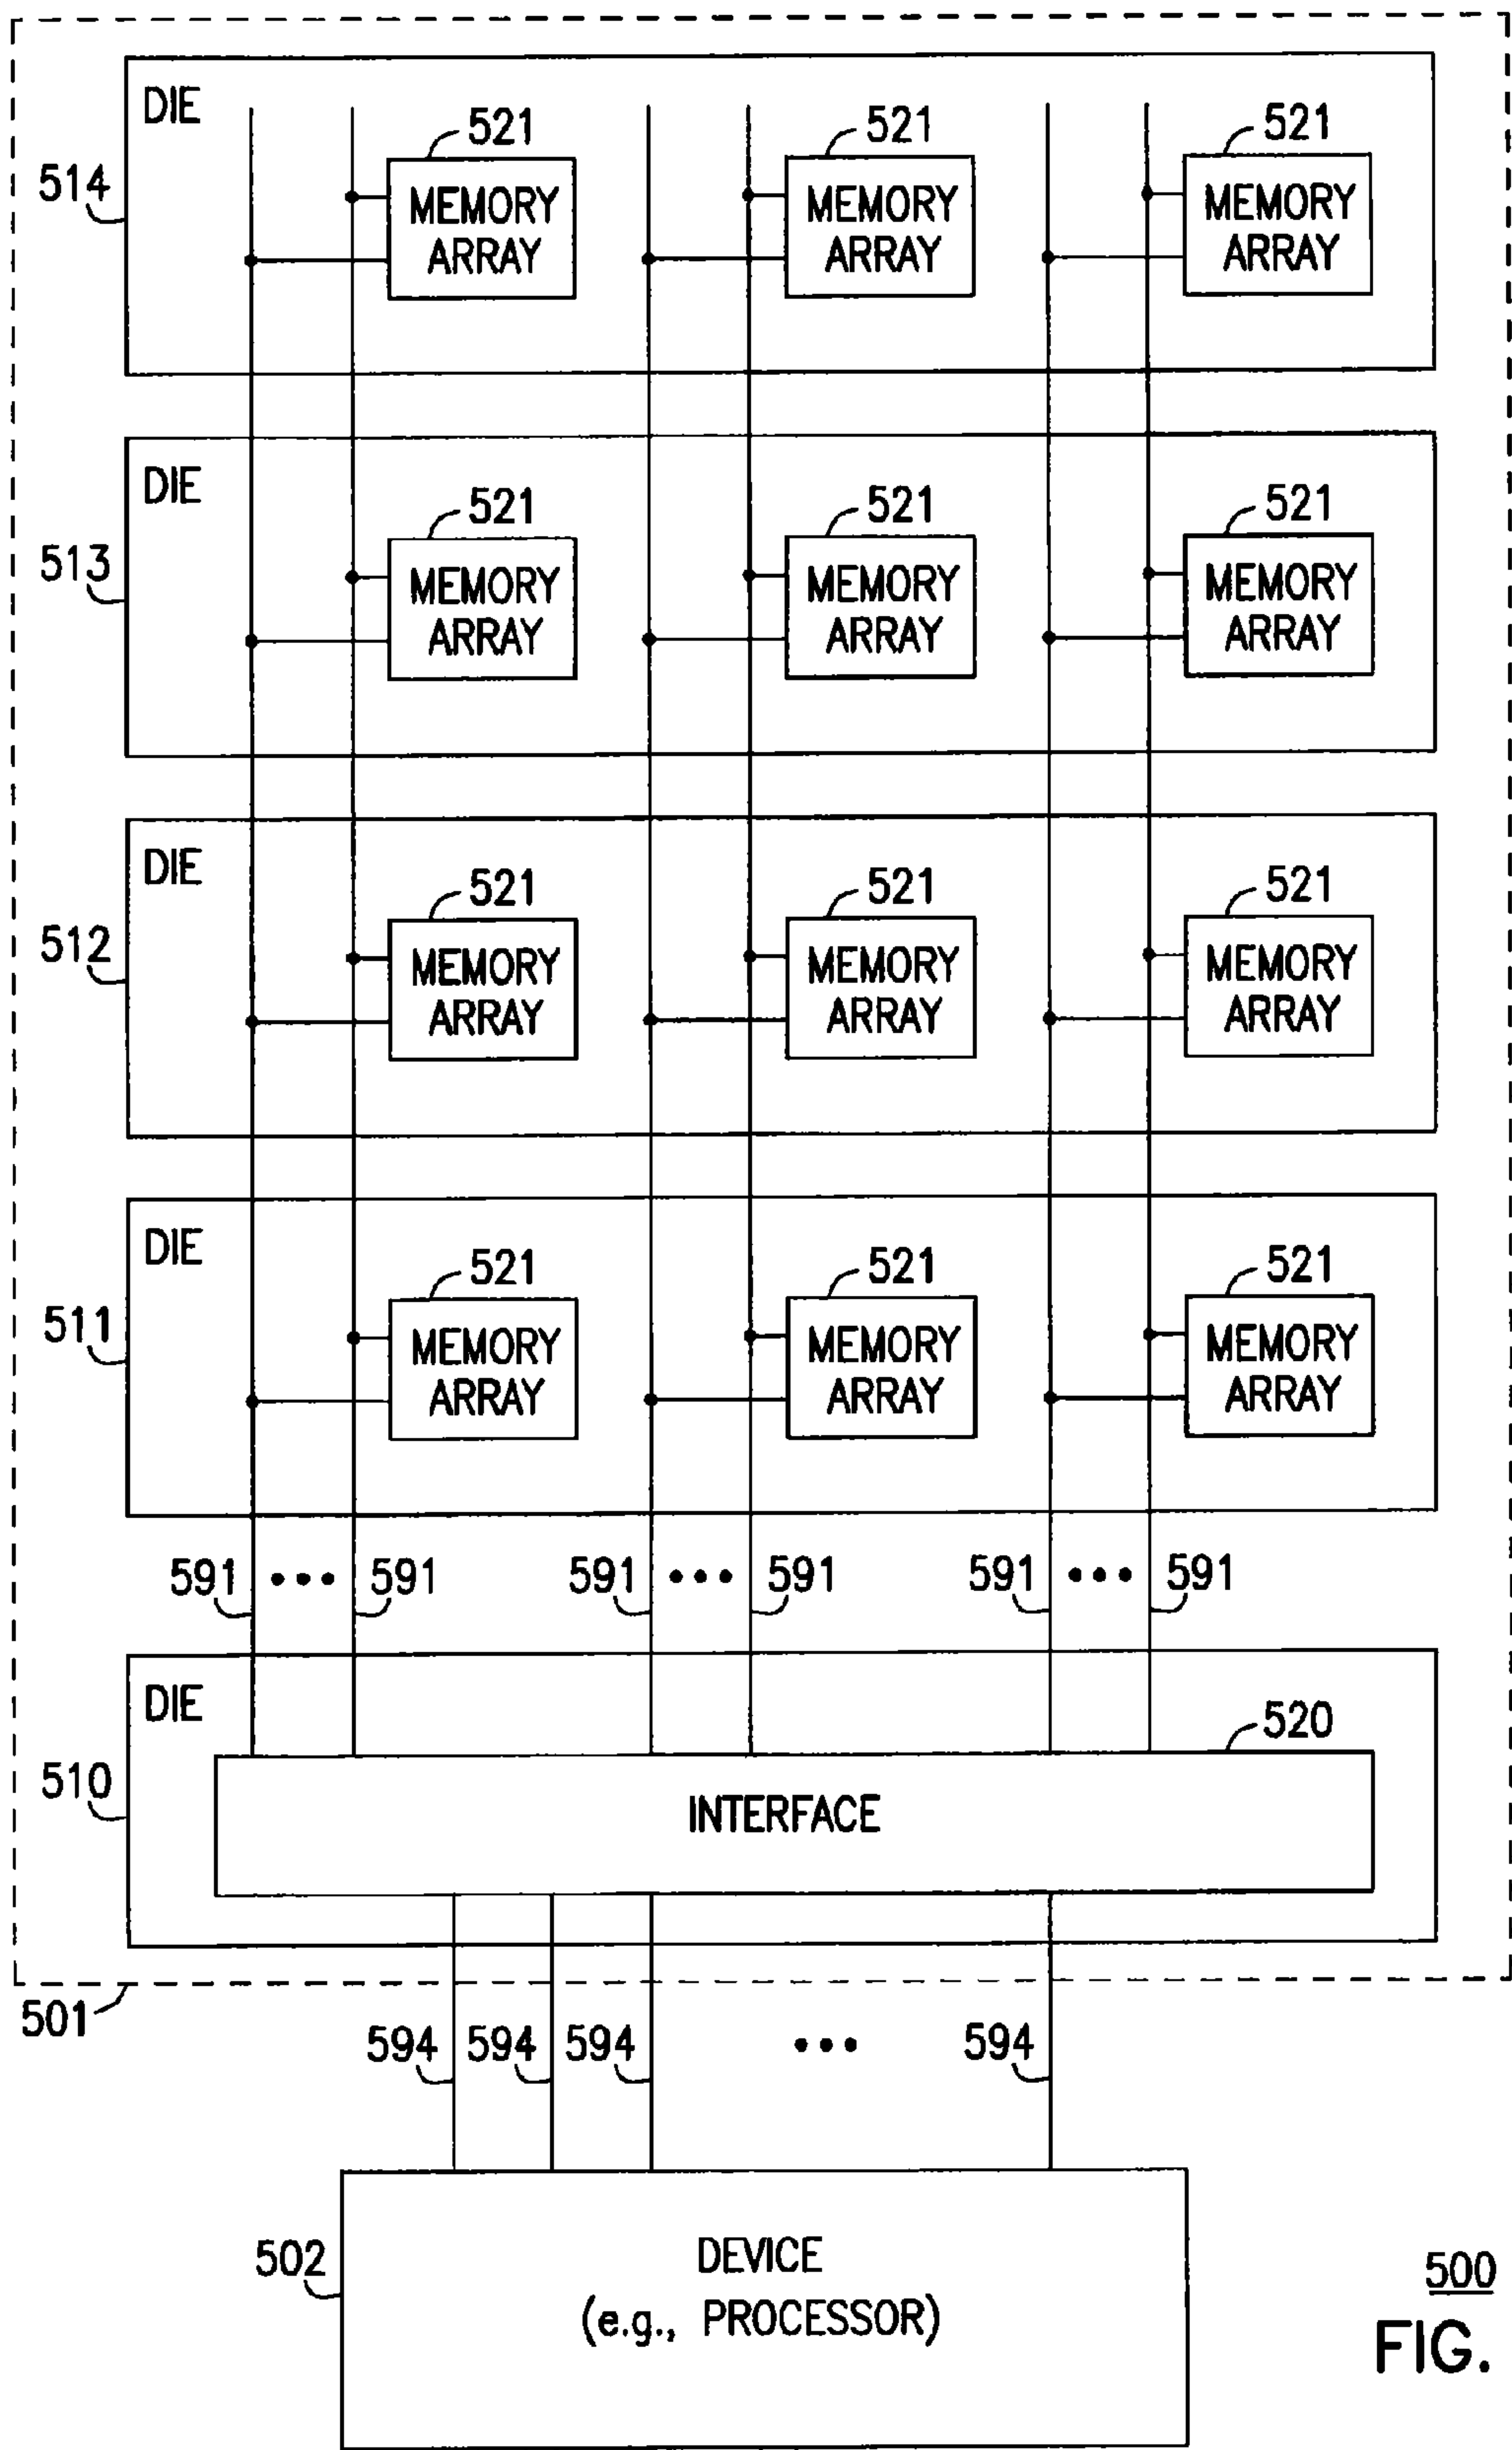 DIE
521 521 521
514
MEMORY ARRAY
MEMORY ARRAY
MEMORY ARRAY
DIE
521 521 521
513
MEMORY ARRAY
MEMORY ARRAY
MEMORY ARRAY
DIE
521 521 521
512
MEMORY ARRAY
MEMORY ARRAY
MEMORY ARRAY
DIE
521 521 521
511
MEMORY ARRAY
MEMORY ARRAY
MEMORY ARRAY
591 ••• 591 591 ••• 591 591 ••• 591
DIE
520
510
INTERFACE
501
594 594 594 ••• 594
502
DEVICE
(e.g., PROCESSOR)
500
FIG.